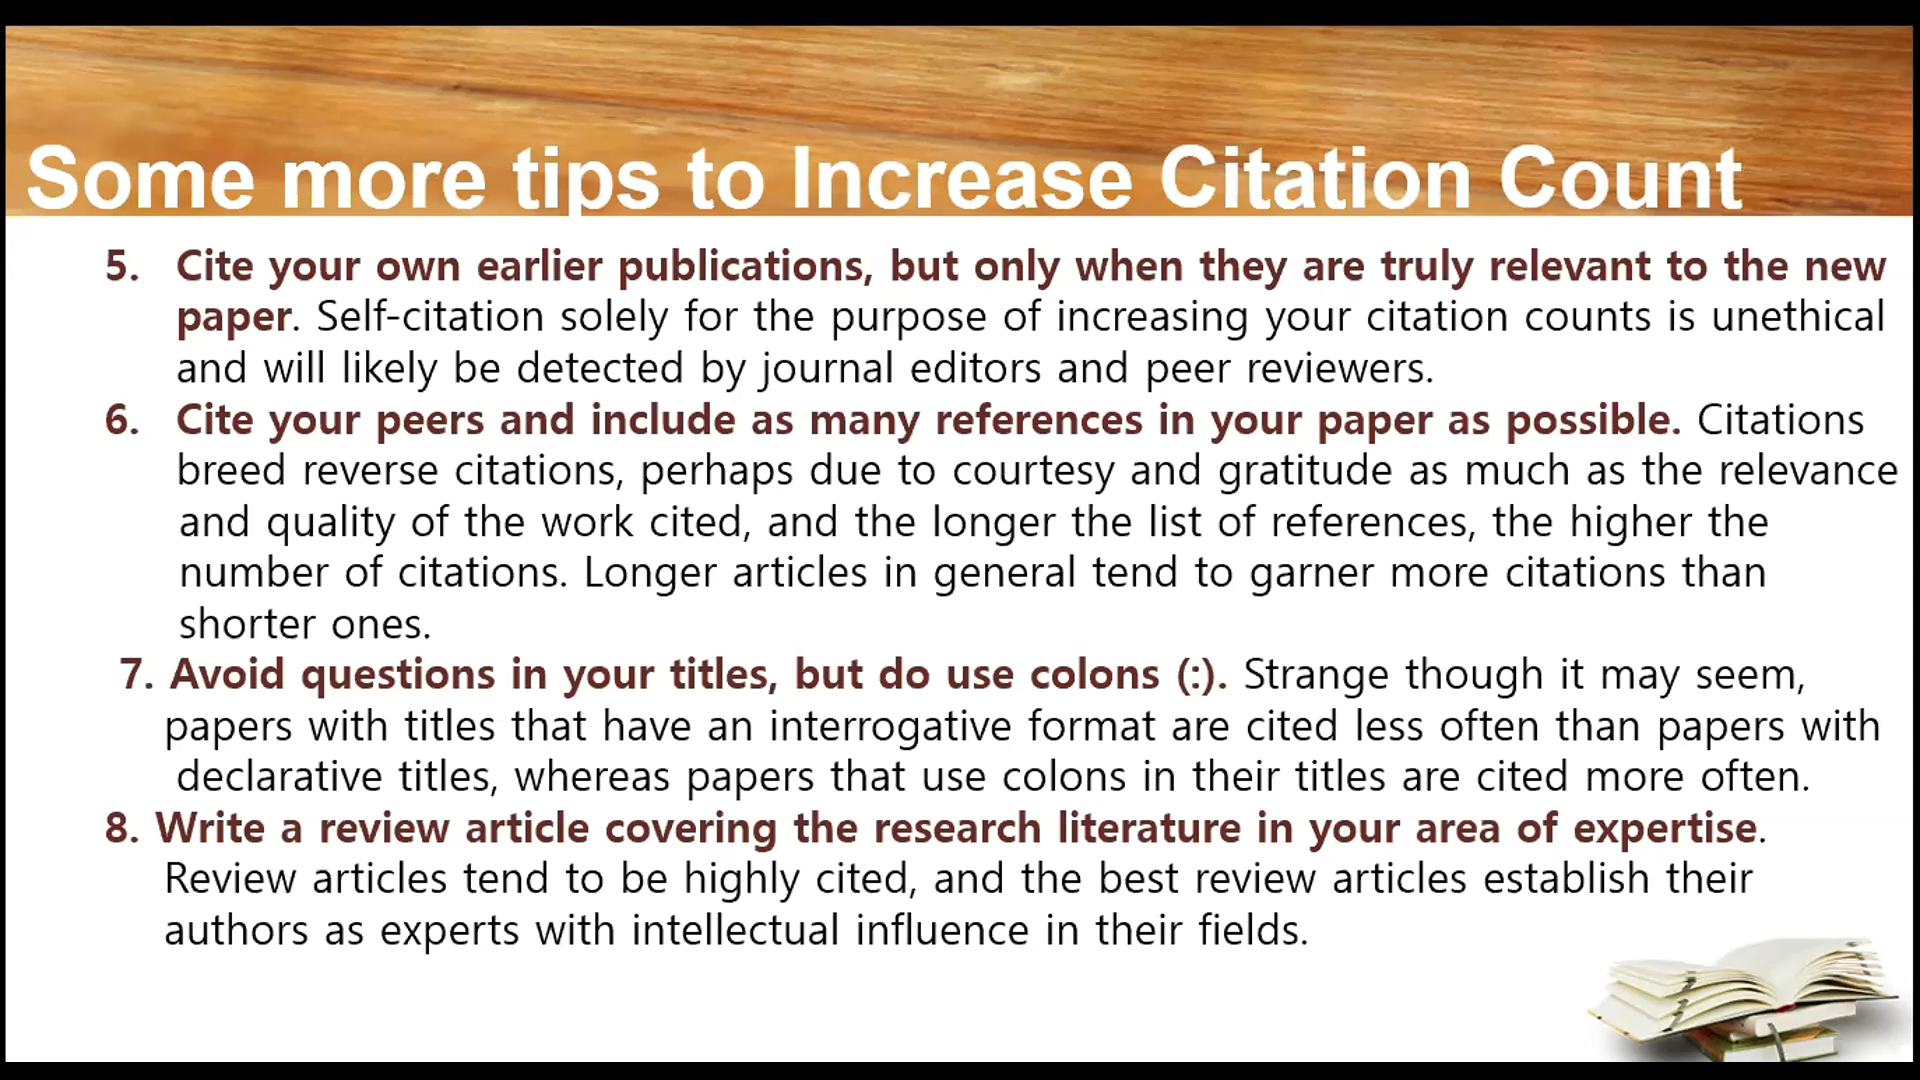 Some more tips to Increase Citation Count
5. Cite your own earlier publications, but only when they are truly relevant to the new
paper. Self-citation solely for the purpose of increasing your citation counts is unethical
and will likely be detected by journal editors and peer reviewers.
6. Cite your peers and include as many references in your paper as possible. Citations
breed reverse citations, perhaps due to courtesy and gratitude as much as the relevance
and quality of the work cited, and the longer the list of references, the higher the
number of citations. Longer articles in general tend to garner more citations than
shorter ones.
7. Avoid questions in your titles, but do use colons (:). Strange though it may seem,
papers with titles that have an interrogative format are cited less often than papers with
declarative titles, whereas papers that use colons in their titles are cited more often.
8. Write a review article covering the research literature in your area of expertise.
Review articles tend to be highly cited, and the best review articles establish their
authors as experts with intellectual influence in their fields.